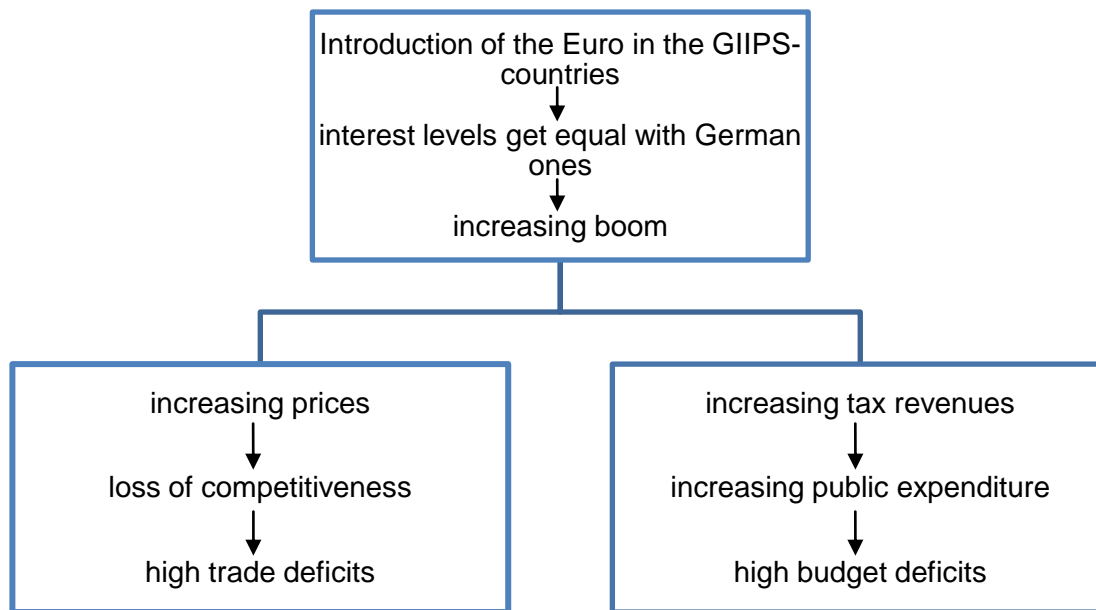 Introduction of the Euro in the GIIPS-
countries
interest levels get equal with German
ones
increasing boom
increasing prices
loss of competitiveness
high trade deficits
increasing tax revenues
increasing public expenditure
high budget deficits